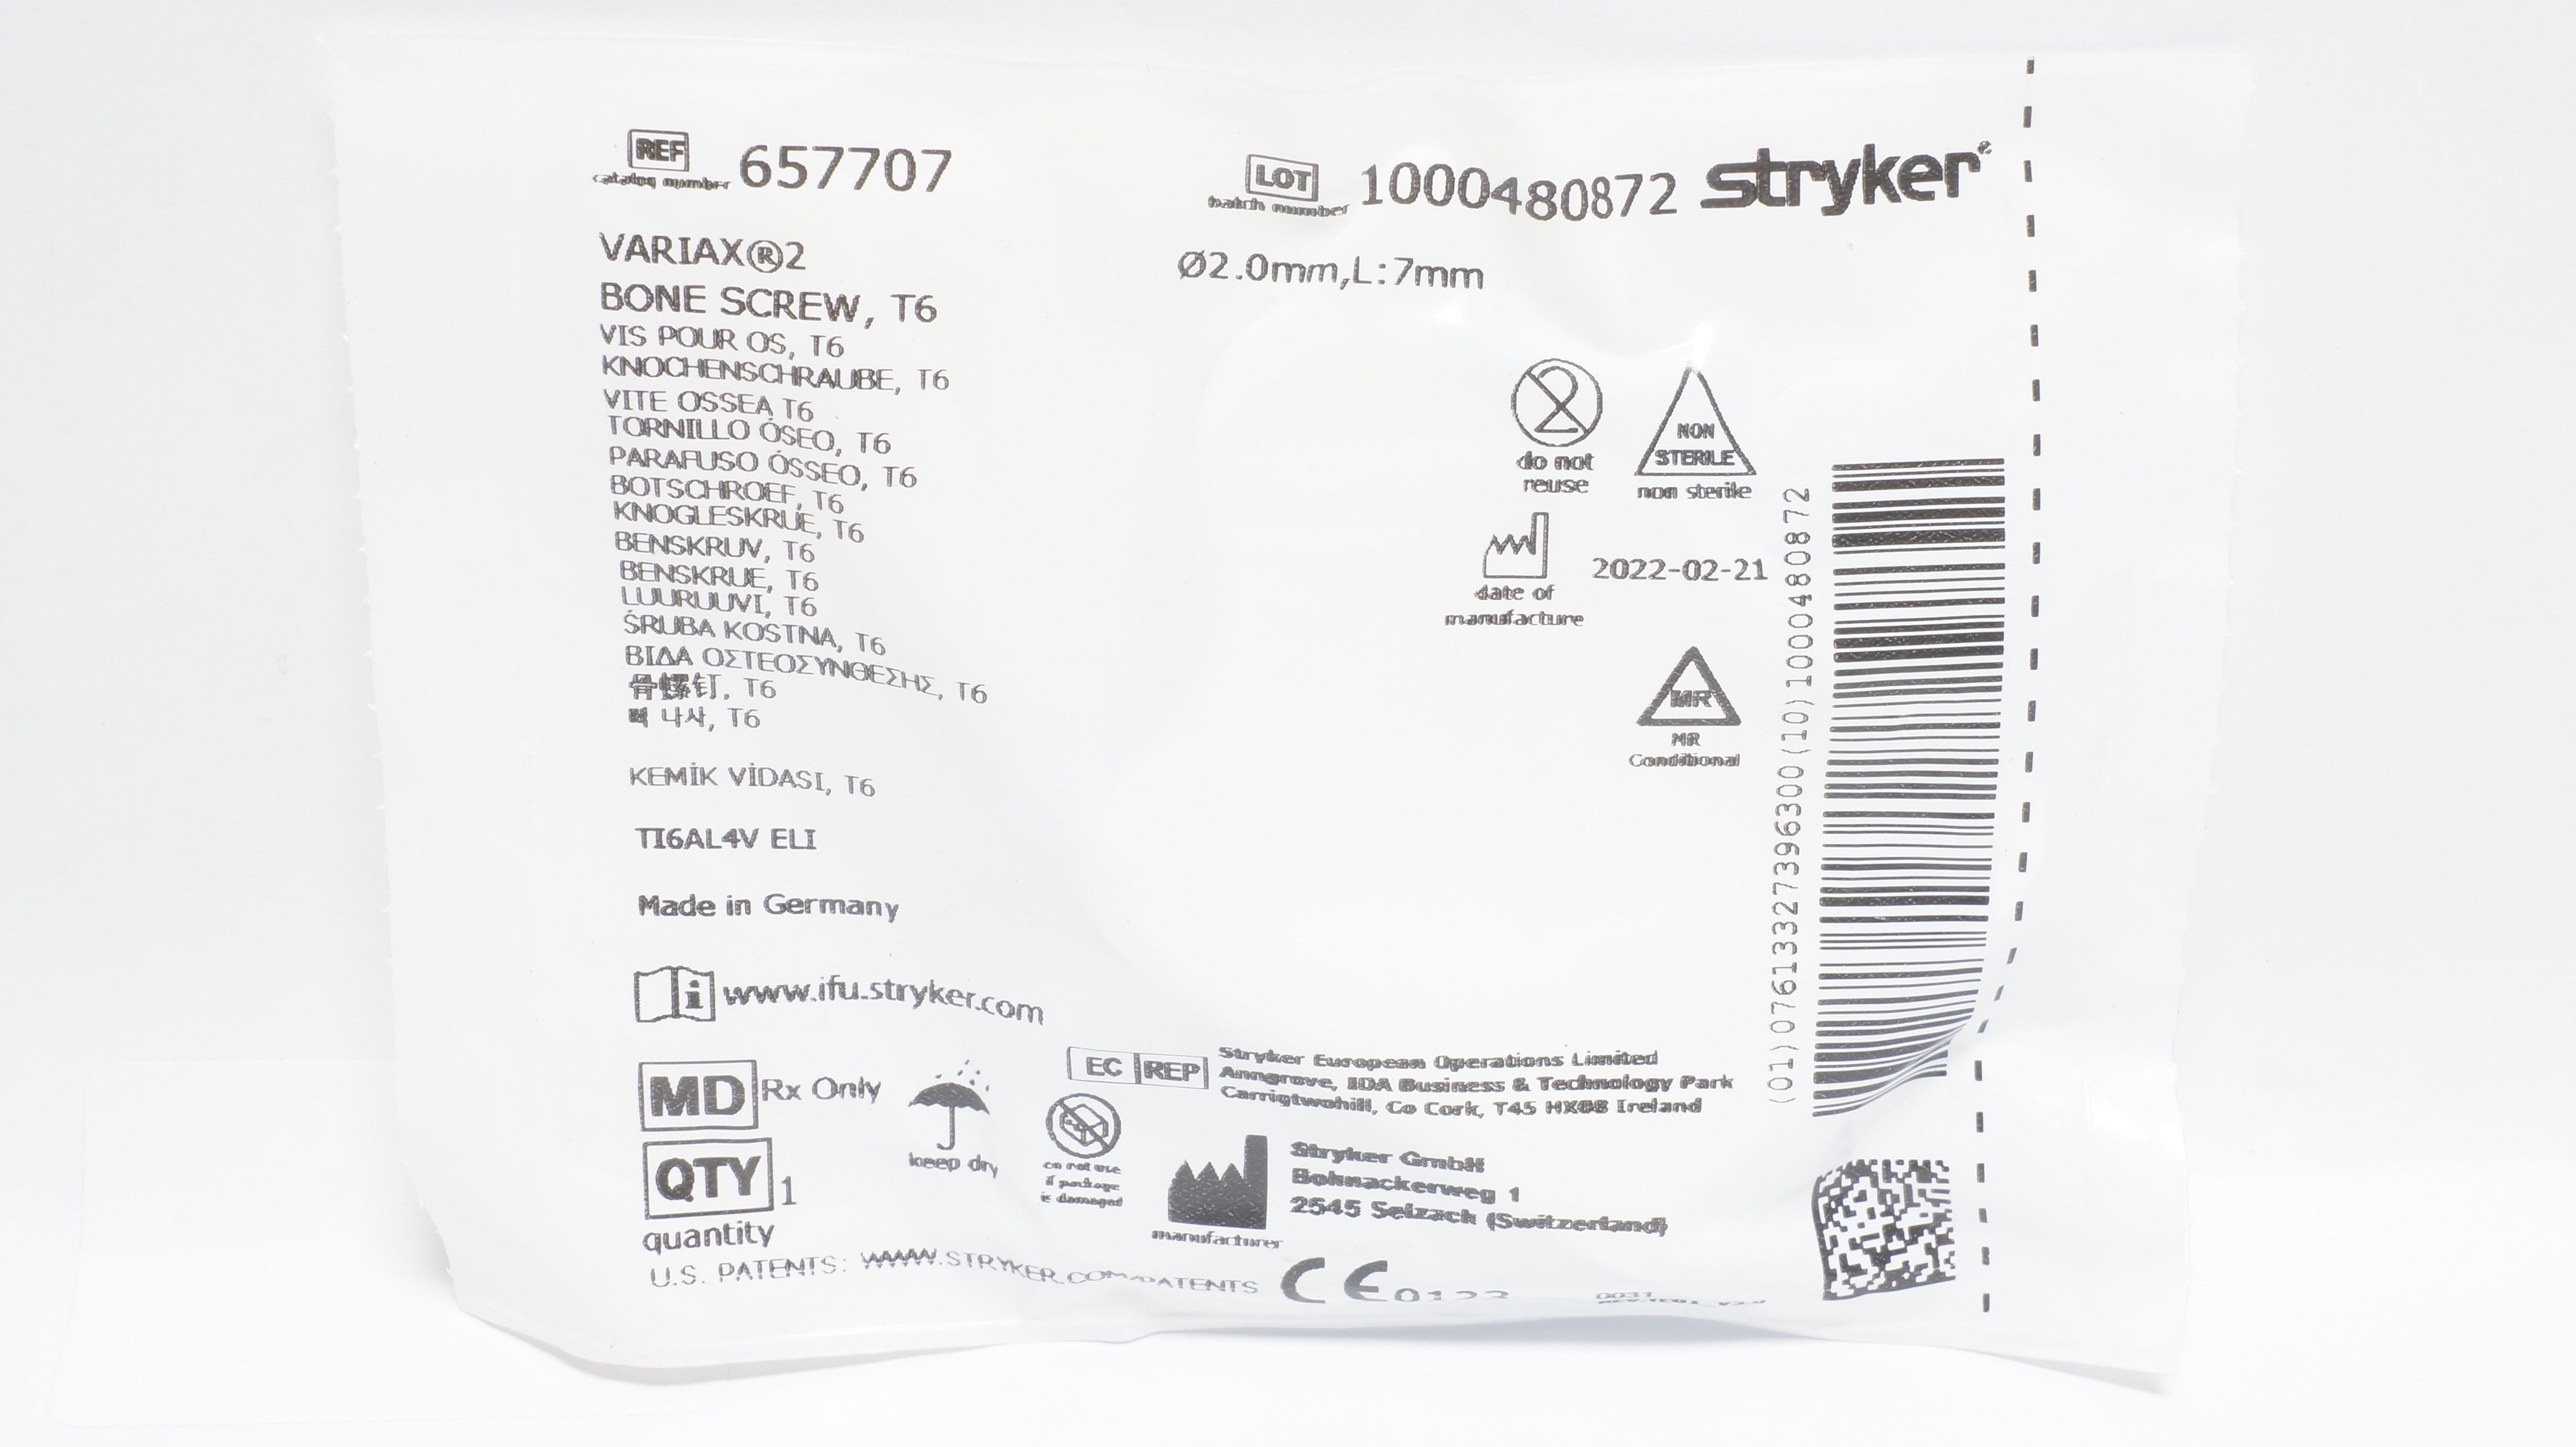 REF 657707
catalog number
LOT 1000480872
batch number
stryker®
VARIAX®2
Ø2.0mm,L:7mm
BONE SCREW, T6
VIS POUR OS, T6
KNOCHENSCHRAUBE, T6
VITE OSSEA T6
TORNILLO ÓSEO, T6
PARAFUSO ÓSSEO, T6
BOTSCHROEF, T6
KNOGLESKRUE, T6
BENSKRUV, T6
BENSKRUE, T6
LUURUUVI, T6
ŚRUBA KOSTNA, T6
ΒΙΔΑ ΟΣΤΕΟΣΥΝΘΕΣΗΣ, T6
骨螺钉, T6
뼈 나사, T6
KEMİK VİDASI, T6
TI6AL4V ELI
Made in Germany
www.ifu.stryker.com
2
do not
reuse
NON
STERILE
non sterile
2022-02-21
date of
manufacture
MR
MR
Conditional
(01)07613327396300(10)1000480872
MD Rx Only
keep dry
do not use
if package
is damaged
QTY 1
quantity
EC REP
Stryker European Operations Limited
Anngrove, IDA Business & Technology Park
Carrigtwohill, Co Cork, T45 HX08 Ireland
Stryker GmbH
Bohnackerweg 1
2545 Selzach (Switzerland)
manufacturer
U.S. PATENTS: WWW.STRYKER.COM/PATENTS
CE 0123
0031